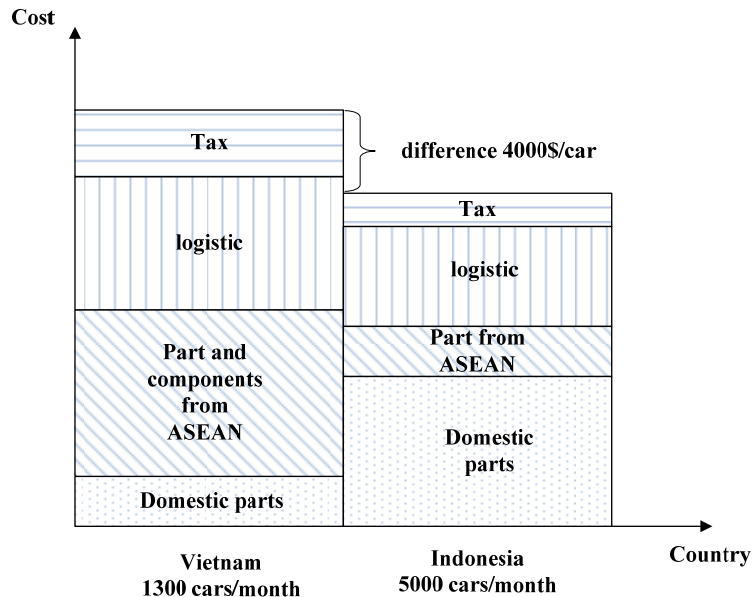 Cost
Tax
difference 4000$/car
logistic
Part and
components
from
ASEAN
Domestic parts
Tax
logistic
Part from
ASEAN
Domestic
parts
Vietnam
1300 cars/month
Indonesia
5000 cars/month
Country